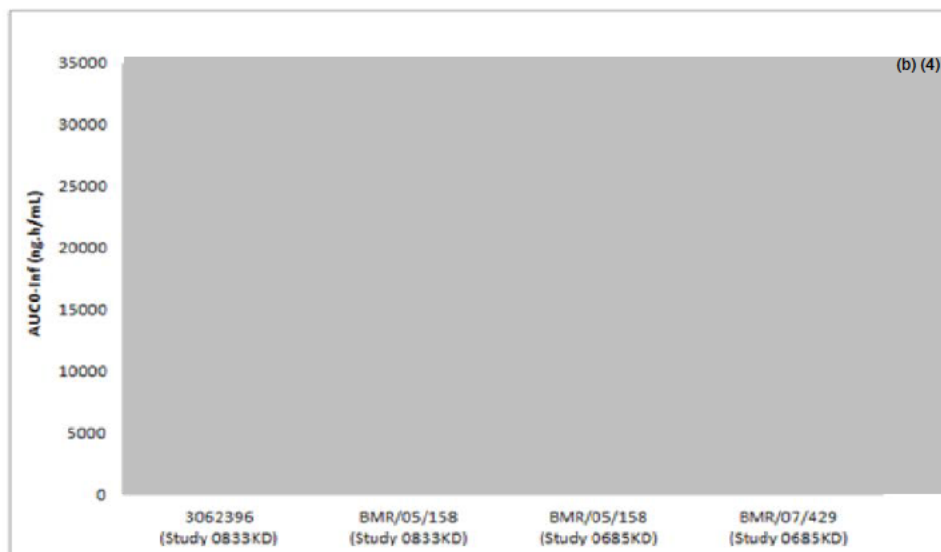 35000
(b) (4)
30000
25000
20000
15000
10000
5000
0
AUC0-Inf (ng.h/mL)
3062396 BMR/05/158 BMR/05/158 BMR/07/429
(Study 0833KD) (Study 0833KD) (Study 0685KD) (Study 0685KD)